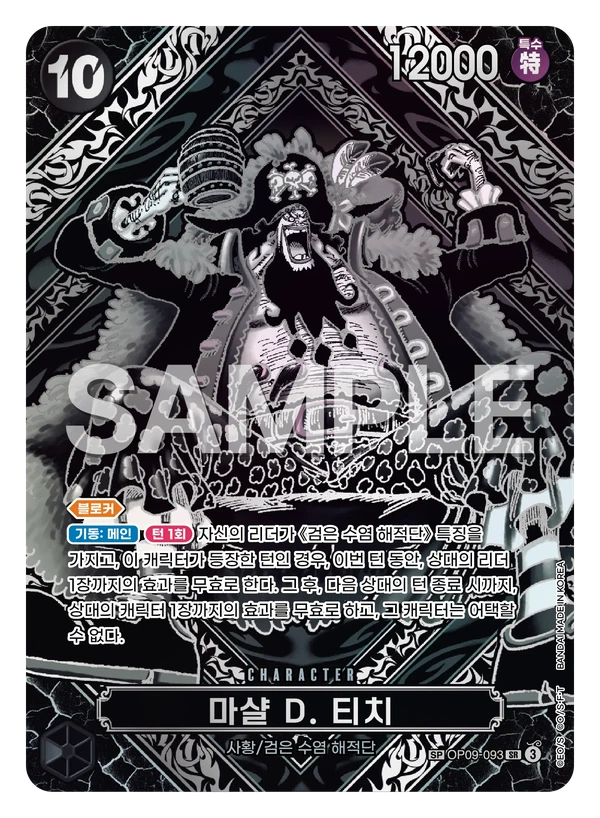 10
12000
특수
特
SAMPLE
블로커
기동: 메인 턴 1회 자신의 리더가 《검은 수염 해적단》 특징을
가지고, 이 캐릭터가 등장한 턴인 경우, 이번 턴 동안, 상대의 리더
1장까지의 효과를 무효로 한다. 그 후, 다음 상대의 턴 종료 시까지,
상대의 캐릭터 1장까지의 효과를 무효로 하고, 그 캐릭터는 어택할
수 없다.
CHARACTER
마샬 D. 티치
사황/검은 수염 해적단
SP OP09-093 SR 3
©EO/S.,©O/S·F·T BANDAI MADE IN KOREA